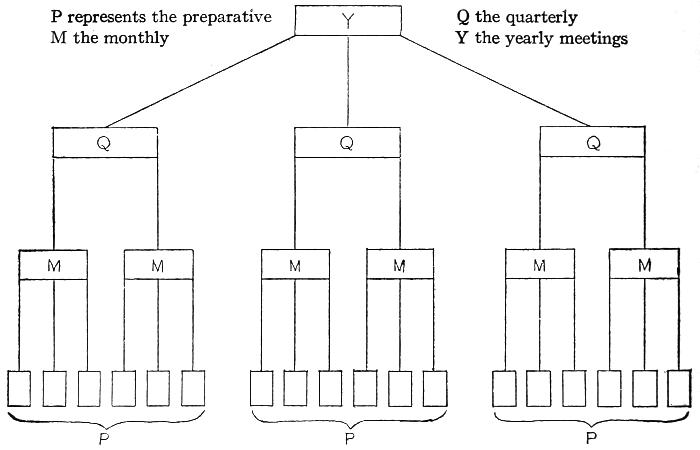 P represents the preparative
M the monthly
Q the quarterly
Y the yearly meetings
Y
Q Q Q
M M M M M M
P P P